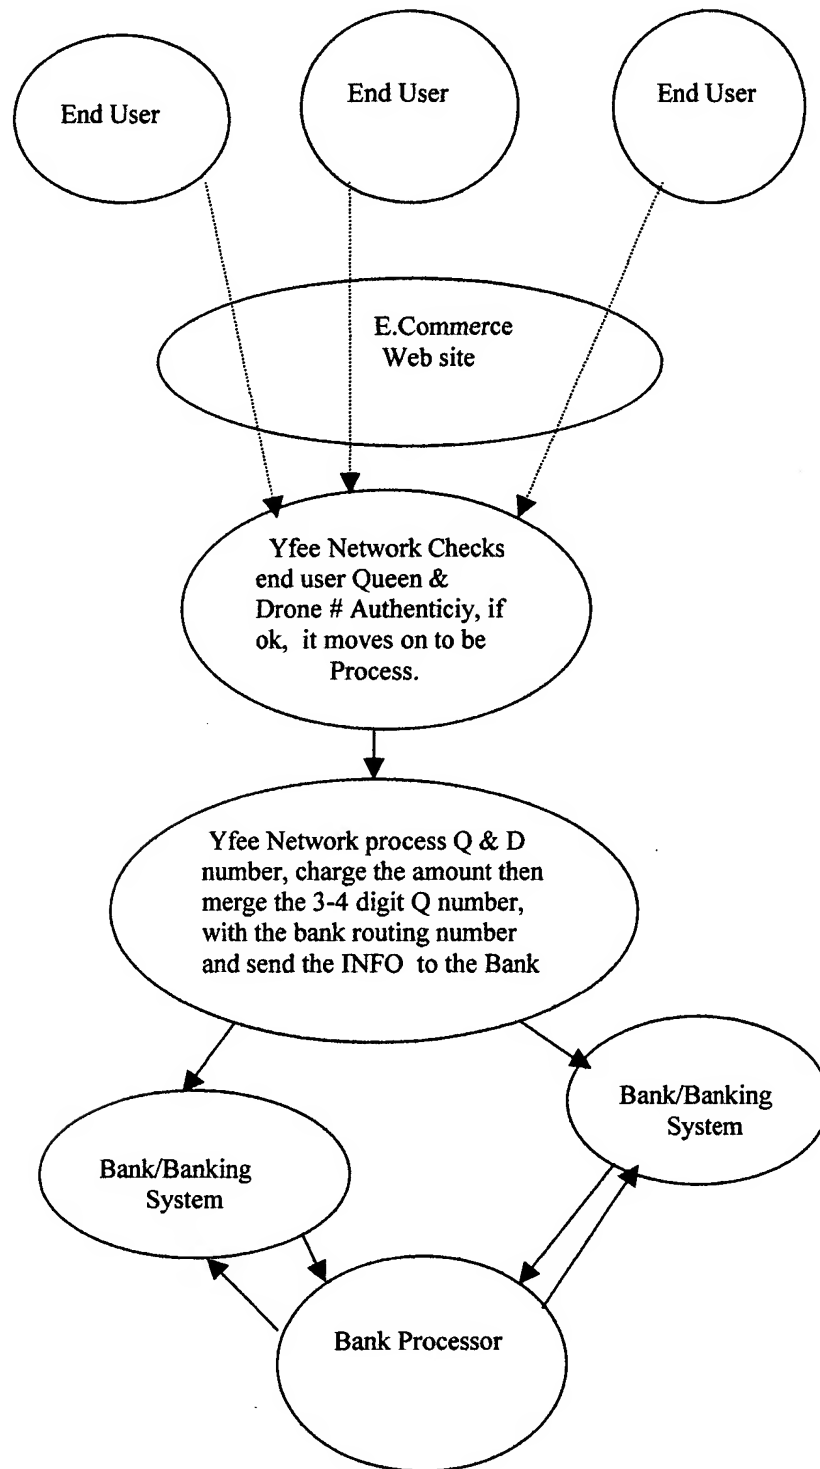 End User
End User
End User
E.Commerce
Web site
Yfee Network Checks
end user Queen &
Drone # Authenticiy, if
ok, it moves on to be
Process.
Yfee Network process Q & D
number, charge the amount then
merge the 3-4 digit Q number,
with the bank routing number
and send the INFO to the Bank
Bank/Banking
System
Bank/Banking
System
Bank Processor